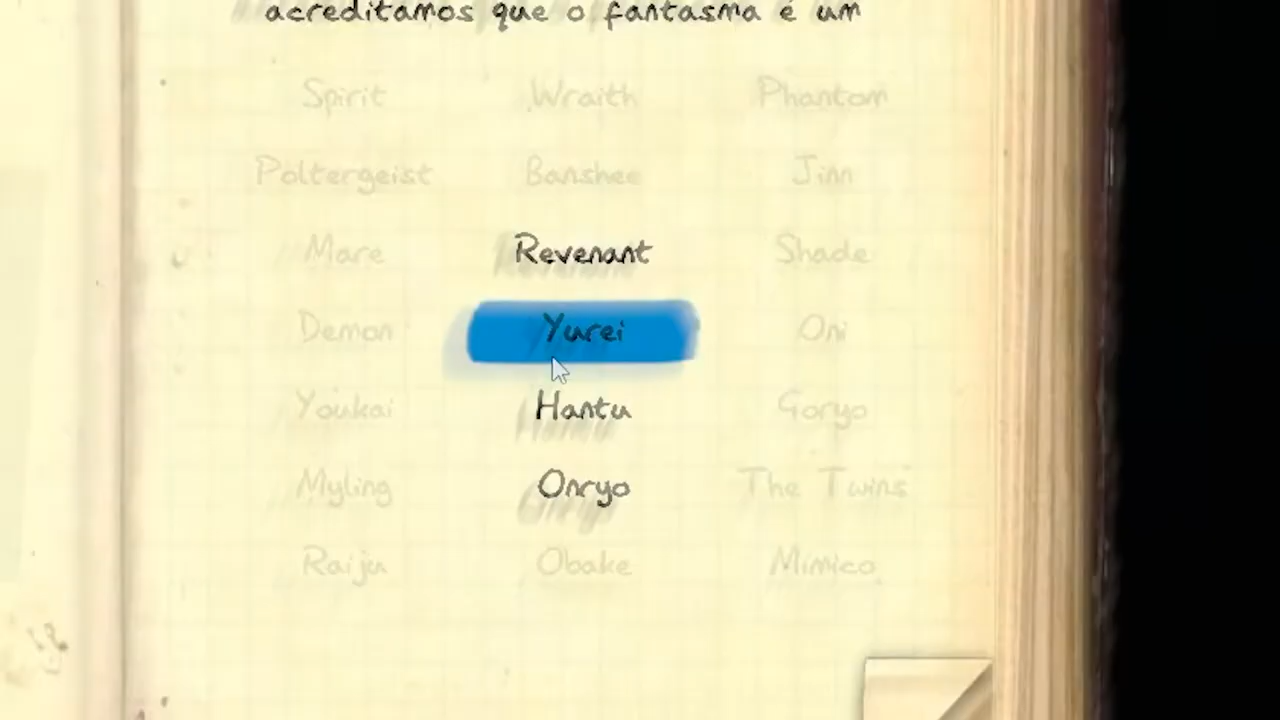 acreditamos que o fantasma é um
Spirit Wraith Phantom
Poltergeist Banshee Jinn
Mare Revenant Shade
Demon Yurei Oni
Youkai Hantu Goryo
Myling Onryo The Twins
Raiju Obake Mimico